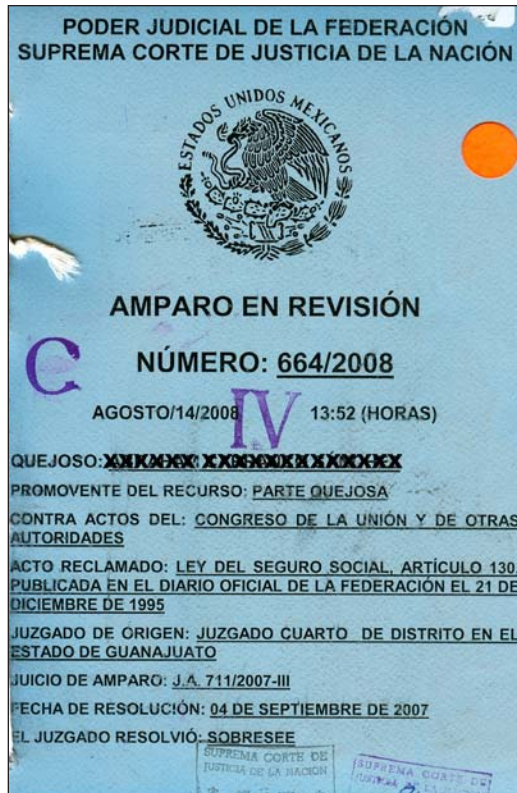 PODER JUDICIAL DE LA FEDERACIÓN
SUPREMA CORTE DE JUSTICIA DE LA NACIÓN
ESTADOS UNIDOS MEXICANOS
AMPARO EN REVISIÓN
C
NÚMERO: 664/2008
IV
AGOSTO/14/2008 13:52 (HORAS)
QUEJOSO:
PROMOVENTE DEL RECURSO: PARTE QUEJOSA
CONTRA ACTOS DEL: CONGRESO DE LA UNIÓN Y DE OTRAS
AUTORIDADES
ACTO RECLAMADO: LEY DEL SEGURO SOCIAL, ARTÍCULO 130,
PUBLICADA EN EL DIARIO OFICIAL DE LA FEDERACIÓN EL 21 DE
DICIEMBRE DE 1995
JUZGADO DE ORIGEN: JUZGADO CUARTO DE DISTRITO EN EL
ESTADO DE GUANAJUATO
JUICIO DE AMPARO: J.A. 711/2007-III
FECHA DE RESOLUCIÓN: 04 DE SEPTIEMBRE DE 2007
EL JUZGADO RESOLVIÓ: SOBRESEE
SUPREMA CORTE DE
JUSTICIA DE LA NACION
SUPREMA CORTE DE